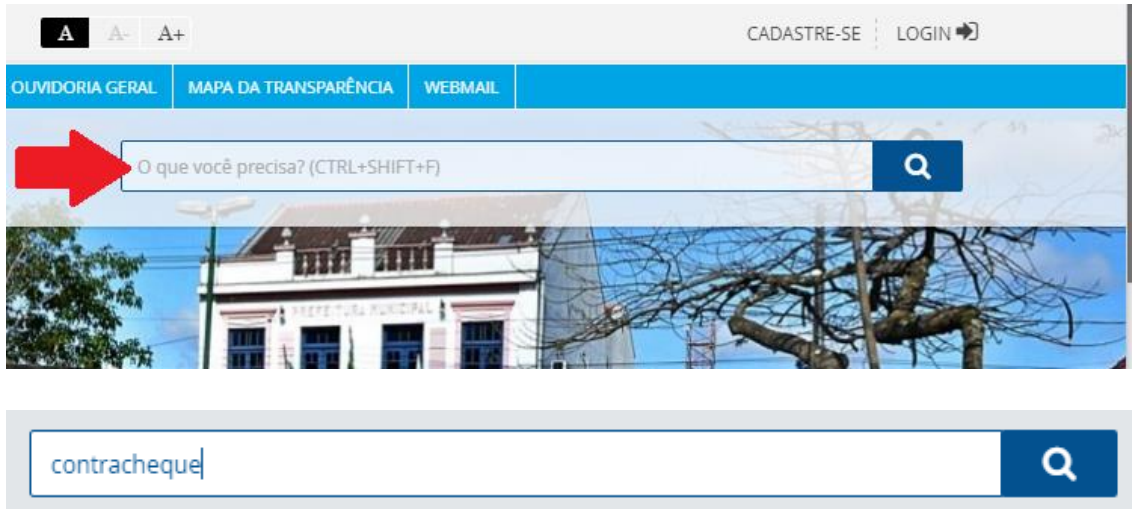 A A- A+ CADASTRE-SE LOGIN
OUVIDORIA GERAL MAPA DA TRANSPARÊNCIA WEBMAIL
O que você precisa? (CTRL+SHIFT+F)
PREFEITURA MUNICIPAL
contracheque